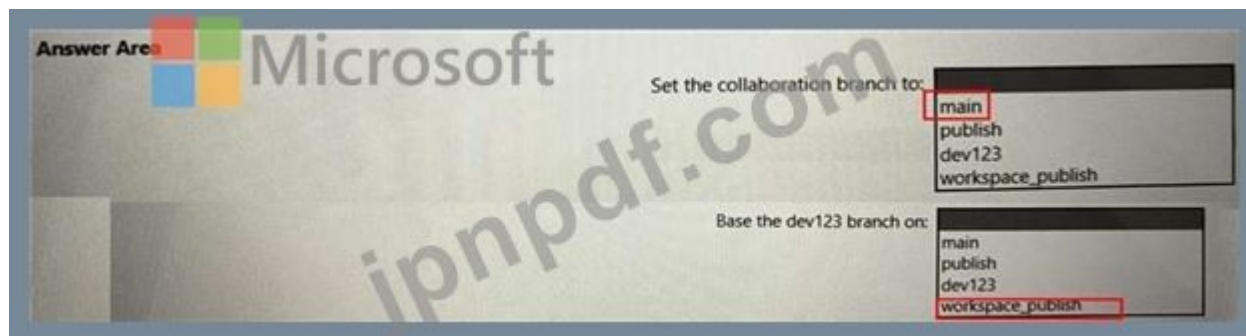 Answer Area
Microsoft
Set the collaboration branch to:
main
publish
dev123
workspace_publish
jpnpdf.com
Base the dev123 branch on:
main
publish
dev123
workspace_publish